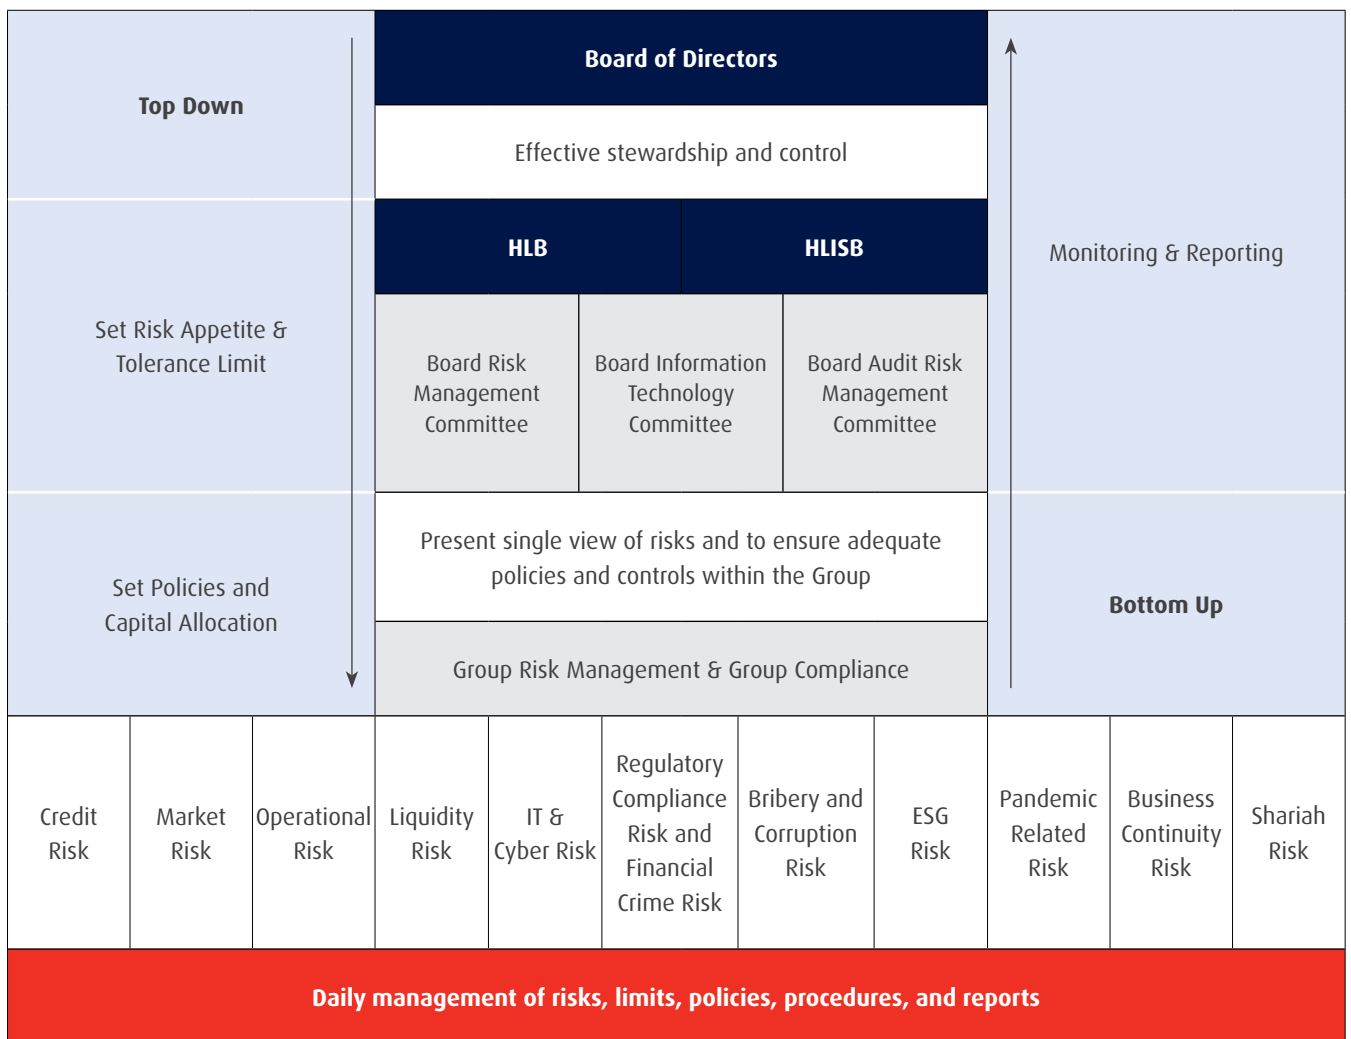 Board of Directors
Top Down
Effective stewardship and control
HLB
HLISB
Monitoring & Reporting
Set Risk Appetite &
Tolerance Limit
Board Risk
Management
Committee
Board Information
Technology
Committee
Board Audit Risk
Management
Committee
Present single view of risks and to ensure adequate
policies and controls within the Group
Set Policies and
Capital Allocation
Bottom Up
Group Risk Management & Group Compliance
Credit
Risk
Market
Risk
Operational
Risk
Liquidity
Risk
IT &
Cyber Risk
Regulatory
Compliance
Risk and
Financial
Crime Risk
Bribery and
Corruption
Risk
ESG
Risk
Pandemic
Related
Risk
Business
Continuity
Risk
Shariah
Risk
Daily management of risks, limits, policies, procedures, and reports